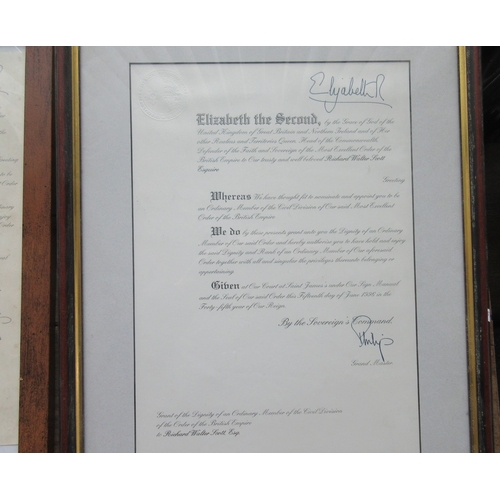 Elizabeth R
Elizabeth the Second, by the Grace of God of the
United Kingdom of Great Britain and Northern Ireland and of Her
other Realms and Territories Queen, Head of the Commonwealth,
Defender of the Faith and Sovereign of the Most Excellent Order of the
British Empire to Our trusty and well beloved Richard Walter Scott
Esquire
Greeting
Whereas We have thought fit to nominate and appoint you to be
an Ordinary Member of the Civil Division of Our said Most Excellent
Order of the British Empire
We do by these presents grant unto you the Dignity of an Ordinary
Member of Our said Order and hereby authorise you to have hold and enjoy
the said Dignity and Rank of an Ordinary Member of Our aforesaid
Order together with all and singular the privileges thereunto belonging or
appertaining.
Given at Our Court at Saint James's under Our Sign Manual
and the Seal of Our said Order this Fifteenth day of June 1996 in the
Forty-fifth year of Our Reign.
By the Sovereign's Command.
Philip
Grand Master.
Grant of the Dignity of an Ordinary Member of the Civil Division
of the Order of the British Empire
to Richard Walter Scott, Esq.